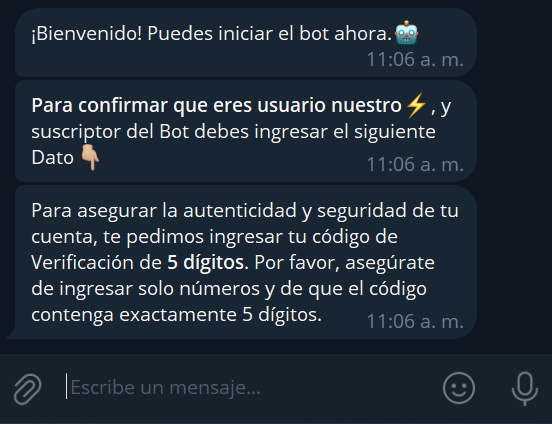 ¡Bienvenido! Puedes iniciar el bot ahora.🤖
11:06 a. m.
Para confirmar que eres usuario nuestro⚡, y
suscriptor del Bot debes ingresar el siguiente
Dato 👇🏼
11:06 a. m.
Para asegurar la autenticidad y seguridad de tu
cuenta, te pedimos ingresar tu código de
Verificación de 5 dígitos. Por favor, asegúrate
de ingresar solo números y de que el código
contenga exactamente 5 dígitos.
11:06 a. m.
Escribe un mensaje...